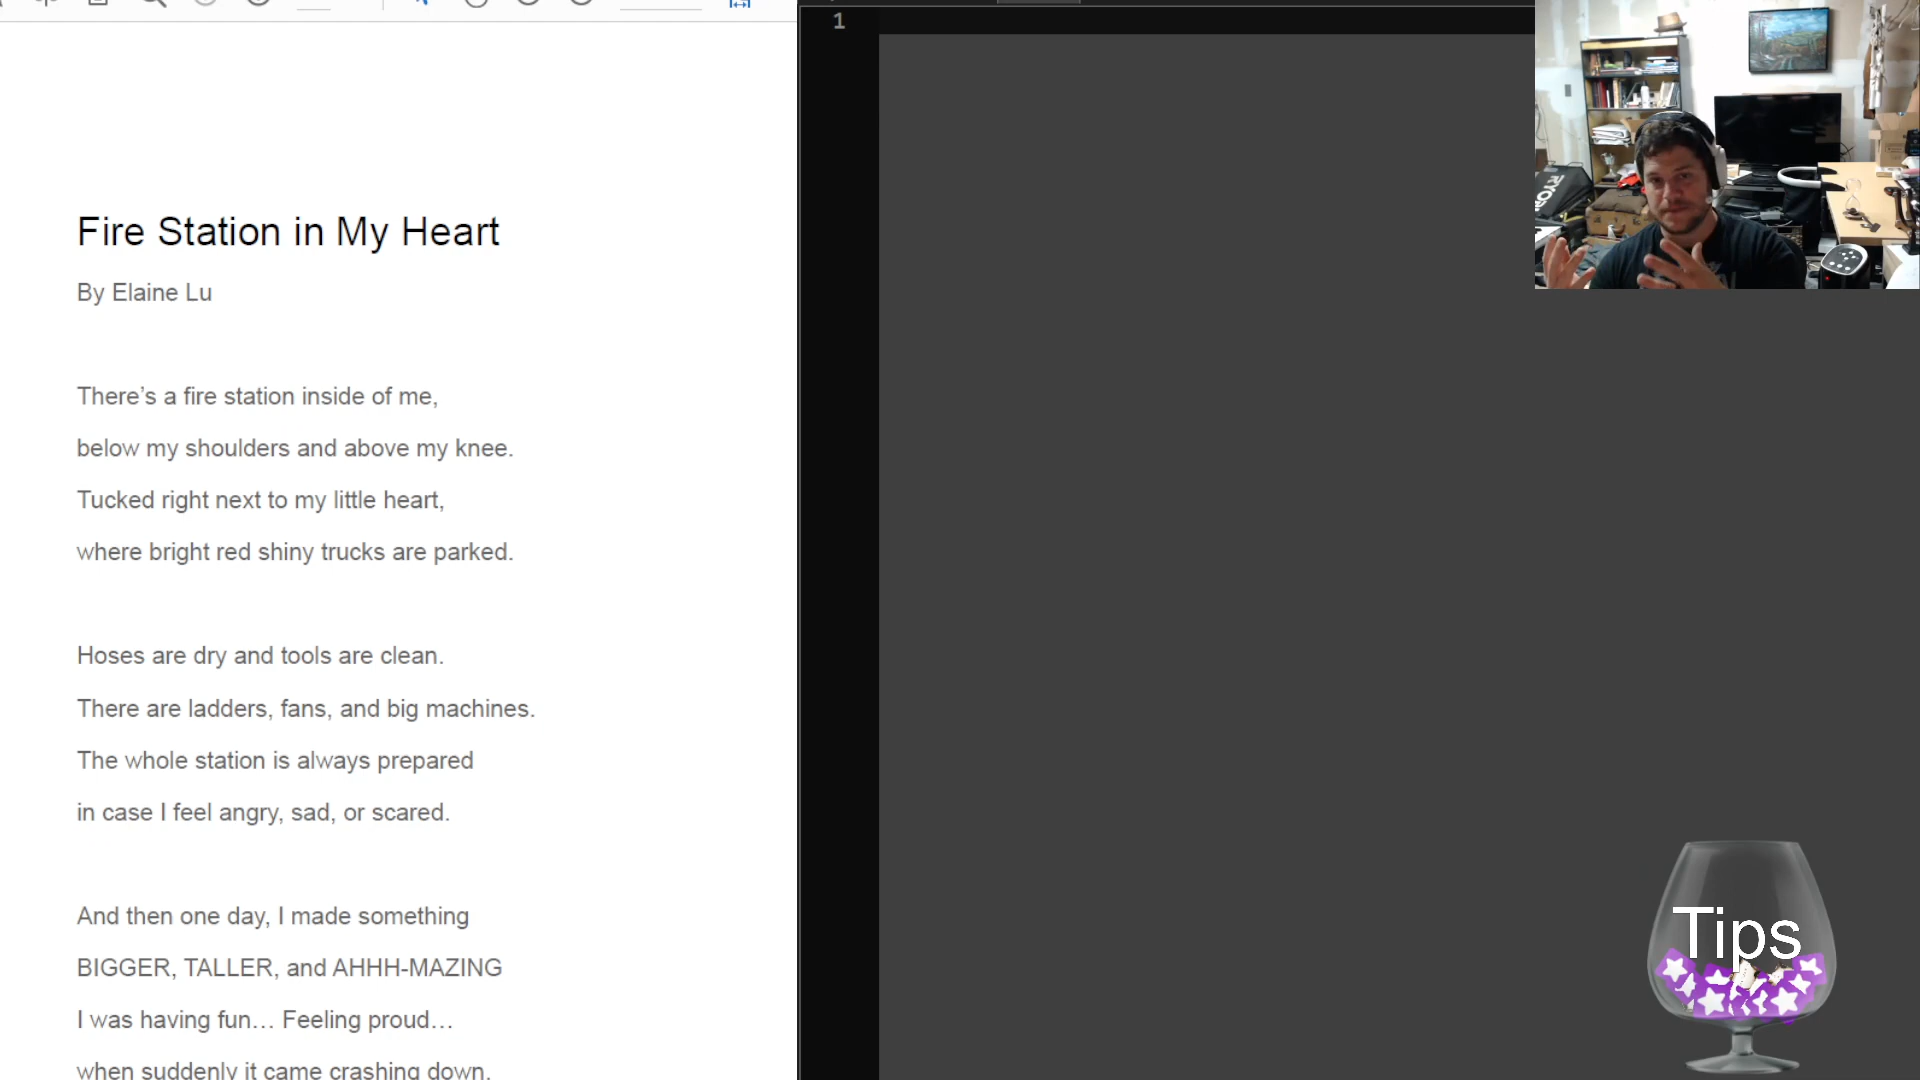 1
Fire Station in My Heart
By Elaine Lu
There’s a fire station inside of me,
below my shoulders and above my knee.
Tucked right next to my little heart,
where bright red shiny trucks are parked.
Hoses are dry and tools are clean.
There are ladders, fans, and big machines.
The whole station is always prepared
in case I feel angry, sad, or scared.
And then one day, I made something
BIGGER, TALLER, and AHHH-MAZING
I was having fun… Feeling proud…
when suddenly it came crashing down.
RYOBI
Tips